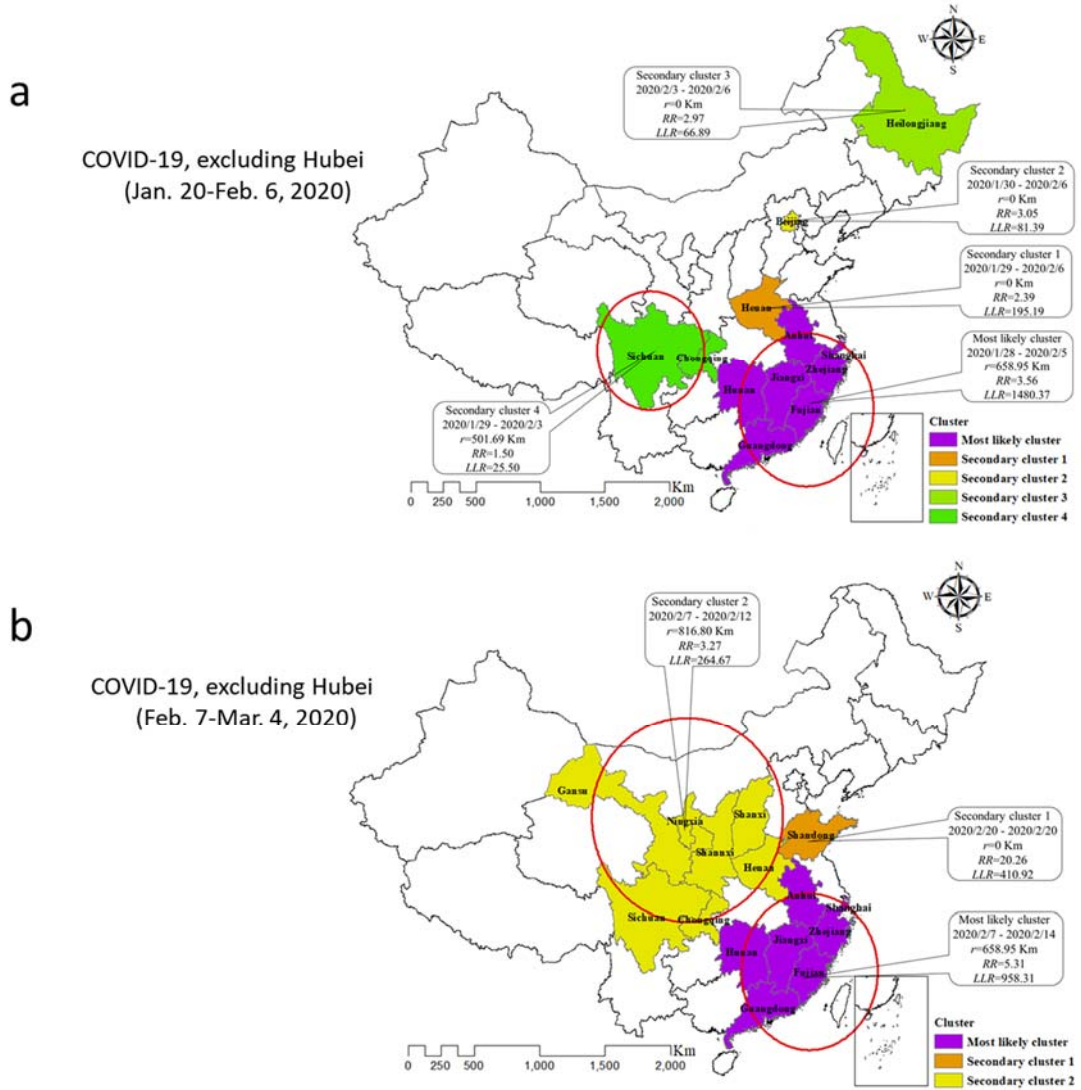 a
COVID-19, excluding Hubei
(Jan. 20-Feb. 6, 2020)
N
W
E
S
Secondary cluster 3
2020/2/3 - 2020/2/6
r=0 Km
RR=2.97
LLR=66.89
Heilongjiang
Secondary cluster 2
2020/1/30 - 2020/2/6
r=0 Km
RR=3.05
LLR=81.39
Beijing
Secondary cluster 1
2020/1/29 - 2020/2/6
r=0 Km
RR=2.39
LLR=195.19
Henan
Anhui
Shanghai
Sichuan
Chongqing
Zhejiang
Jiangxi
Hunan
Fujian
Guangdong
Most likely cluster
2020/1/28 - 2020/2/5
r=658.95 Km
RR=3.56
LLR=1480.37
Secondary cluster 4
2020/1/29 - 2020/2/3
r=501.69 Km
RR=1.50
LLR=25.50
Km
0 250 500 1,000 1,500 2,000
Cluster
Most likely cluster
Secondary cluster 1
Secondary cluster 2
Secondary cluster 3
Secondary cluster 4
b
COVID-19, excluding Hubei
(Feb. 7-Mar. 4, 2020)
N
W
E
S
Secondary cluster 2
2020/2/7 - 2020/2/12
r=816.80 Km
RR=3.27
LLR=264.67
Gansu
Ningxia
Shanxi
Shandong
Shannxi
Henan
Anhui
Shanghai
Sichuan
Chongqing
Zhejiang
Jiangxi
Hunan
Fujian
Guangdong
Secondary cluster 1
2020/2/20 - 2020/2/20
r=0 Km
RR=20.26
LLR=410.92
Most likely cluster
2020/2/7 - 2020/2/14
r=658.95 Km
RR=5.31
LLR=958.31
Km
0 250 500 1,000 1,500 2,000
Cluster
Most likely cluster
Secondary cluster 1
Secondary cluster 2